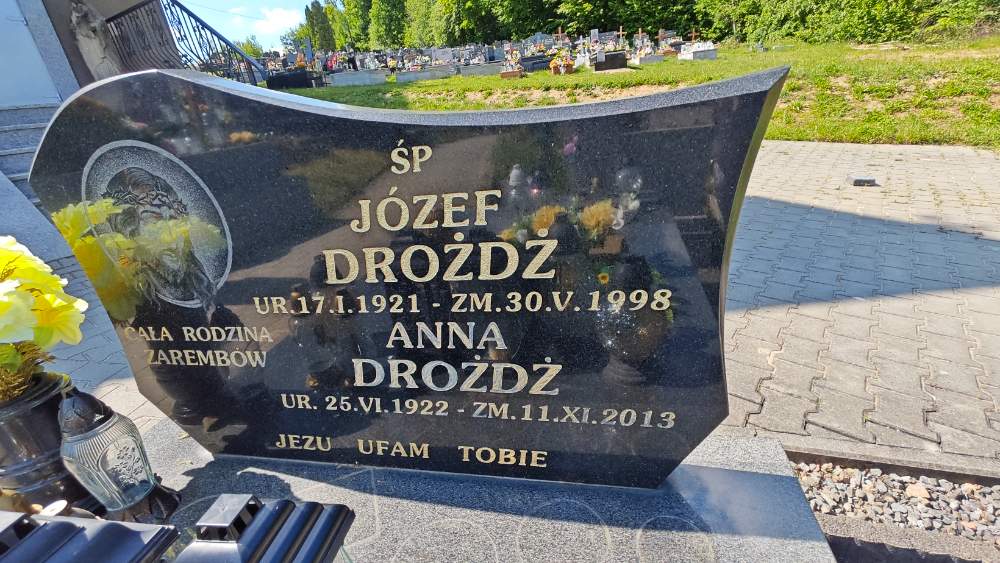 ŚP
JÓZEF
DROŻDŻ
UR.17.I.1921 - ZM.30.V.1998
ANNA
DROŻDŻ
UR. 25.VI.1922 - ZM.11.XI.2013
CAŁA RODZINA
ZAREMBÓW
JEZU UFAM TOBIE